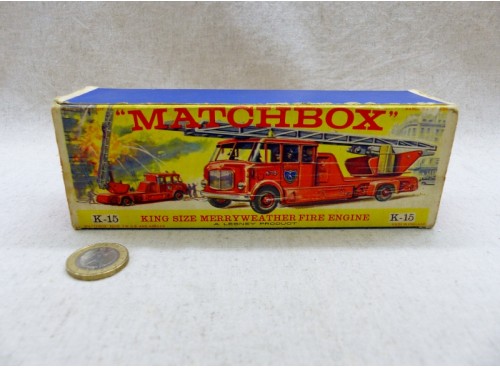 "MATCHBOX"
K-15 KING SIZE MERRYWEATHER FIRE ENGINE K-15
A LESNEY PRODUCT